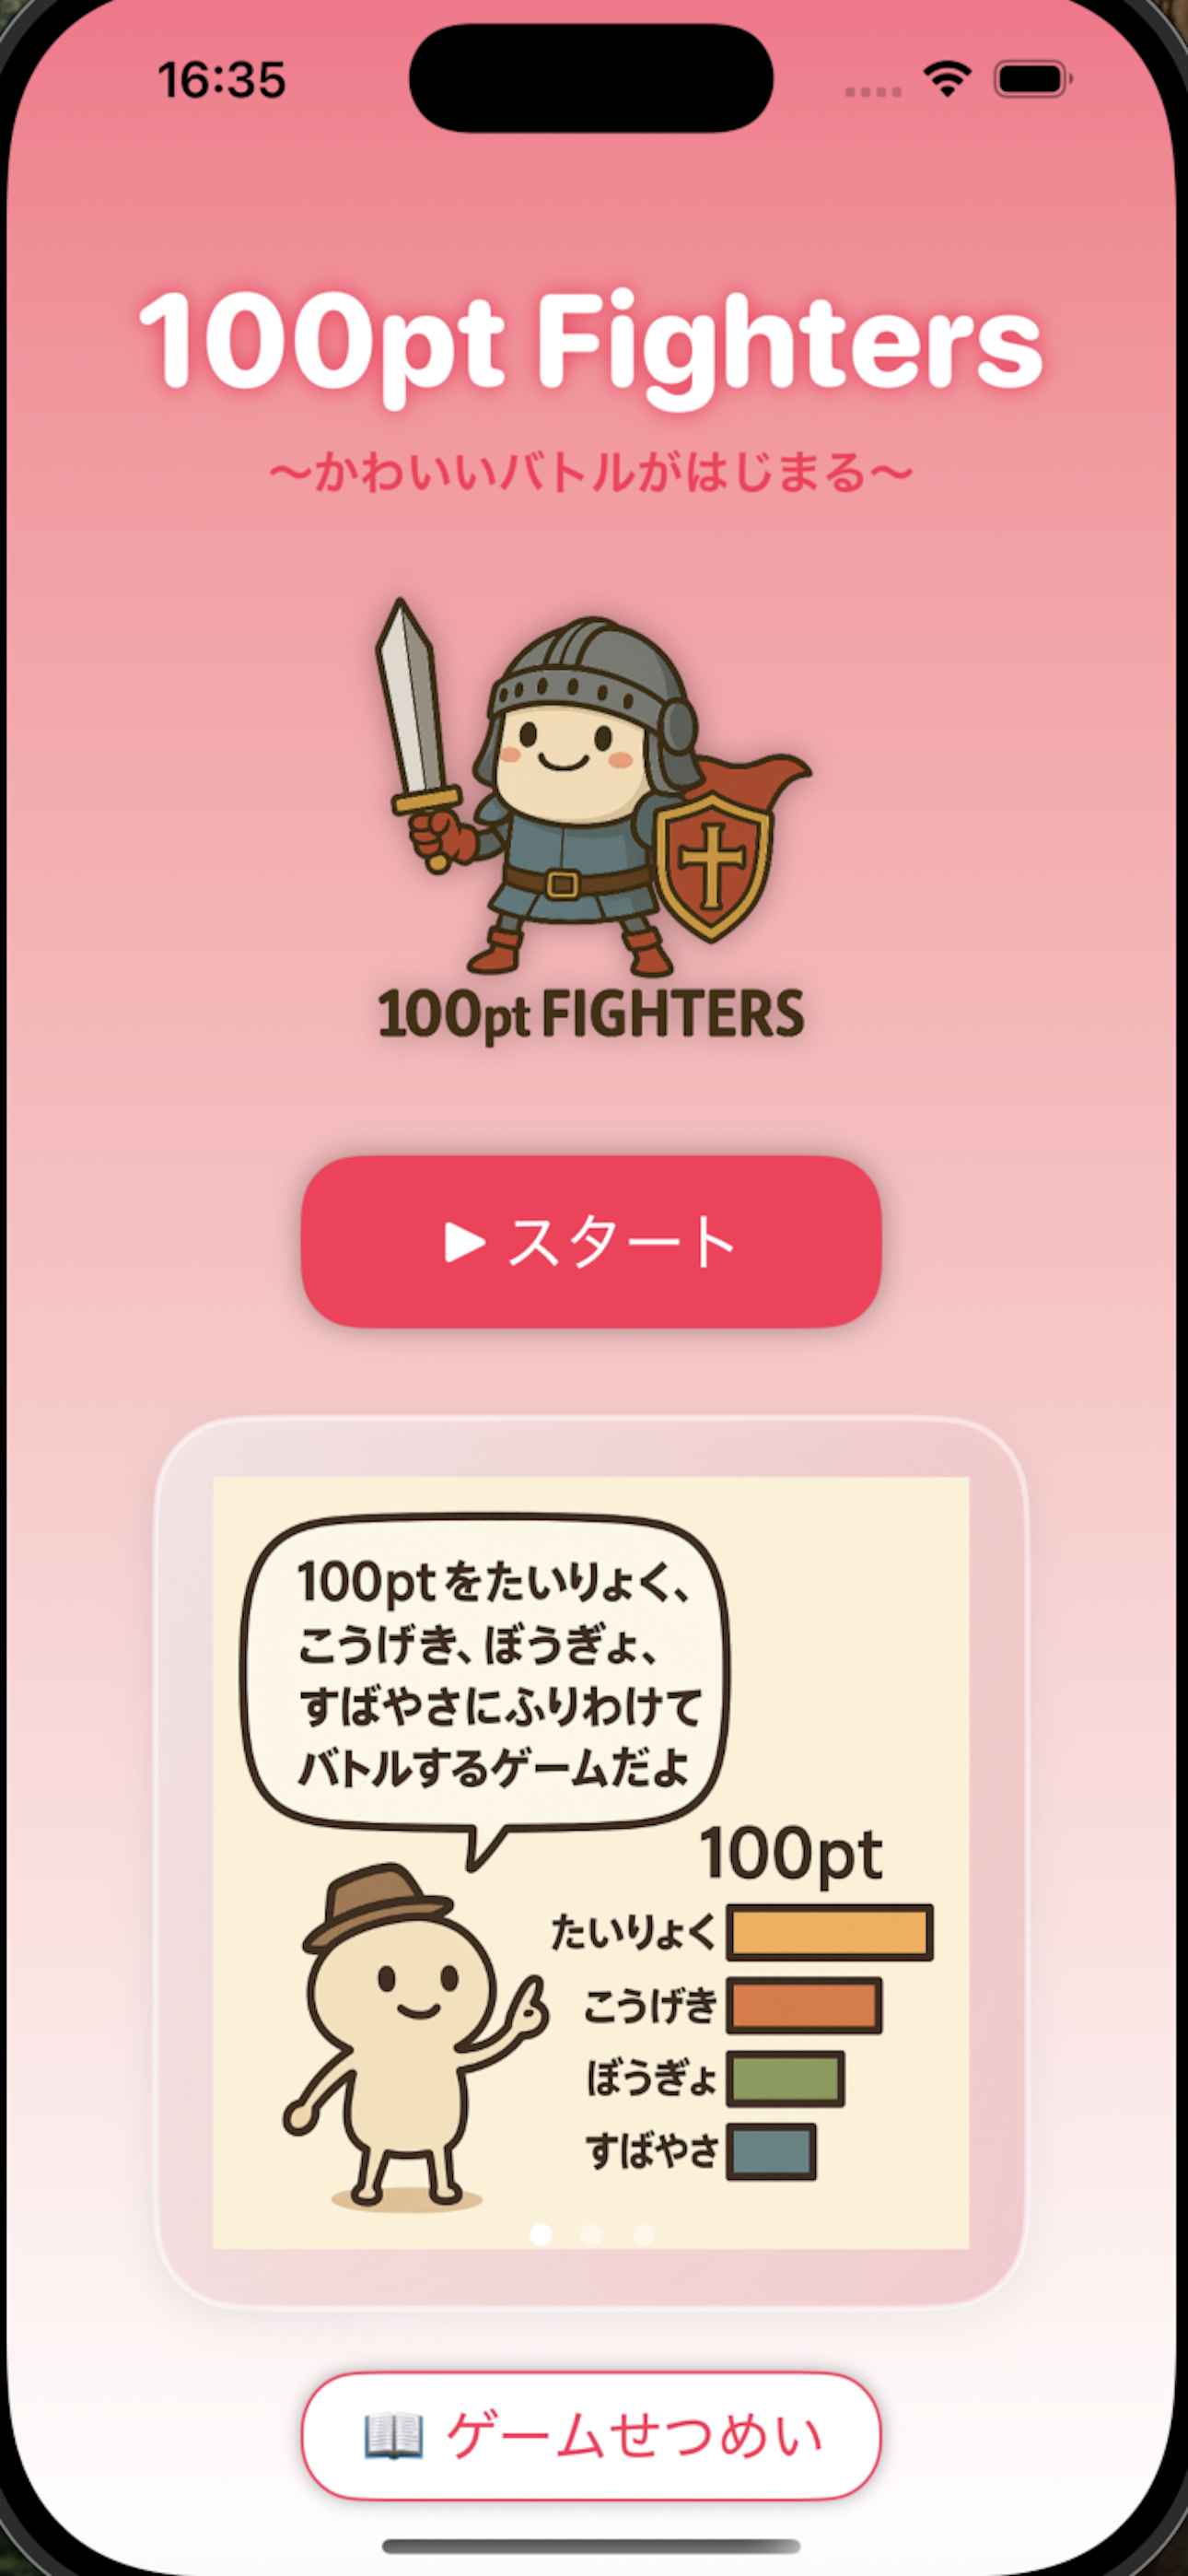 16:35
100pt Fighters
〜かわいいバトルがはじまる〜
100pt FIGHTERS
▶ スタート
100ptをたいりょく、
こうげき、ぼうぎょ、
すばやさにふりわけて
バトルするゲームだよ
100pt
たいりょく
こうげき
ぼうぎょ
すばやさ
📖 ゲームせつめい